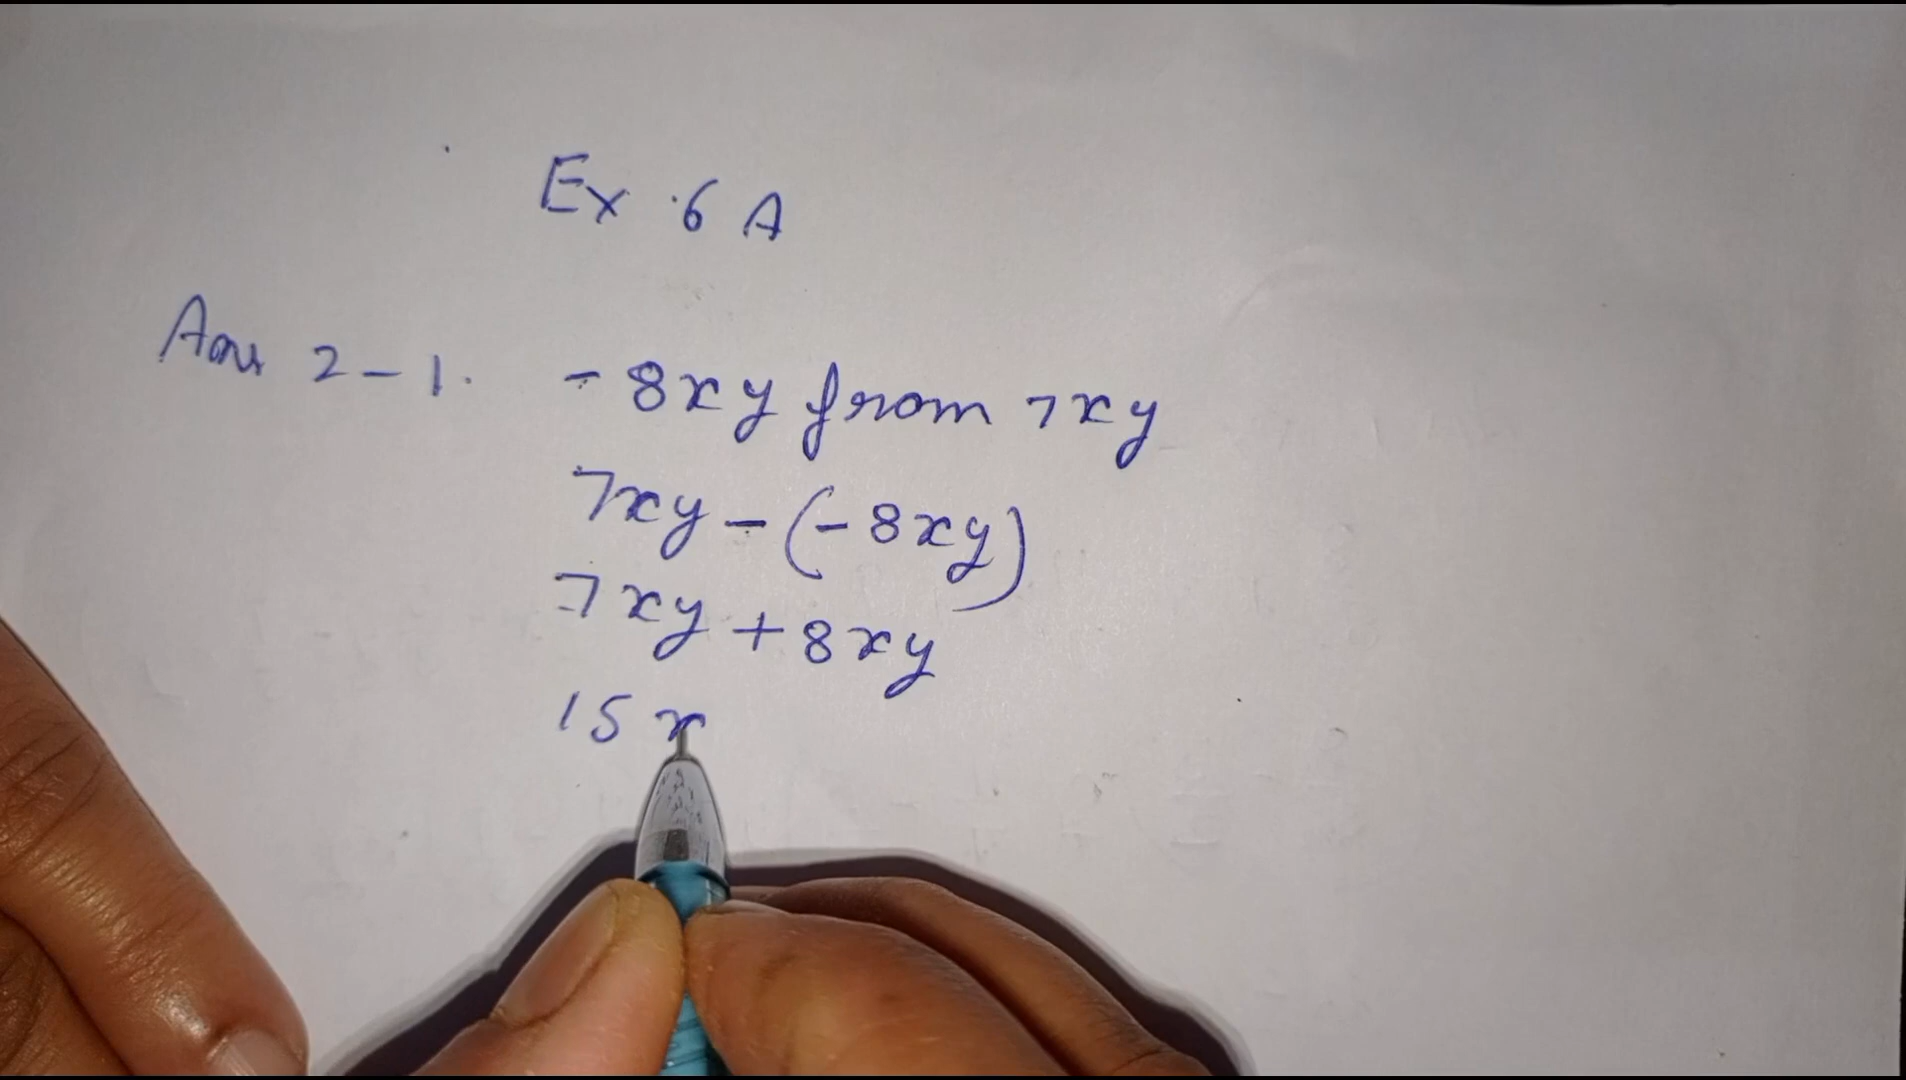 Ex .6 A
Ans 2-1. -8xy from 7xy
7xy-(-8xy)
7xy+8xy
15x